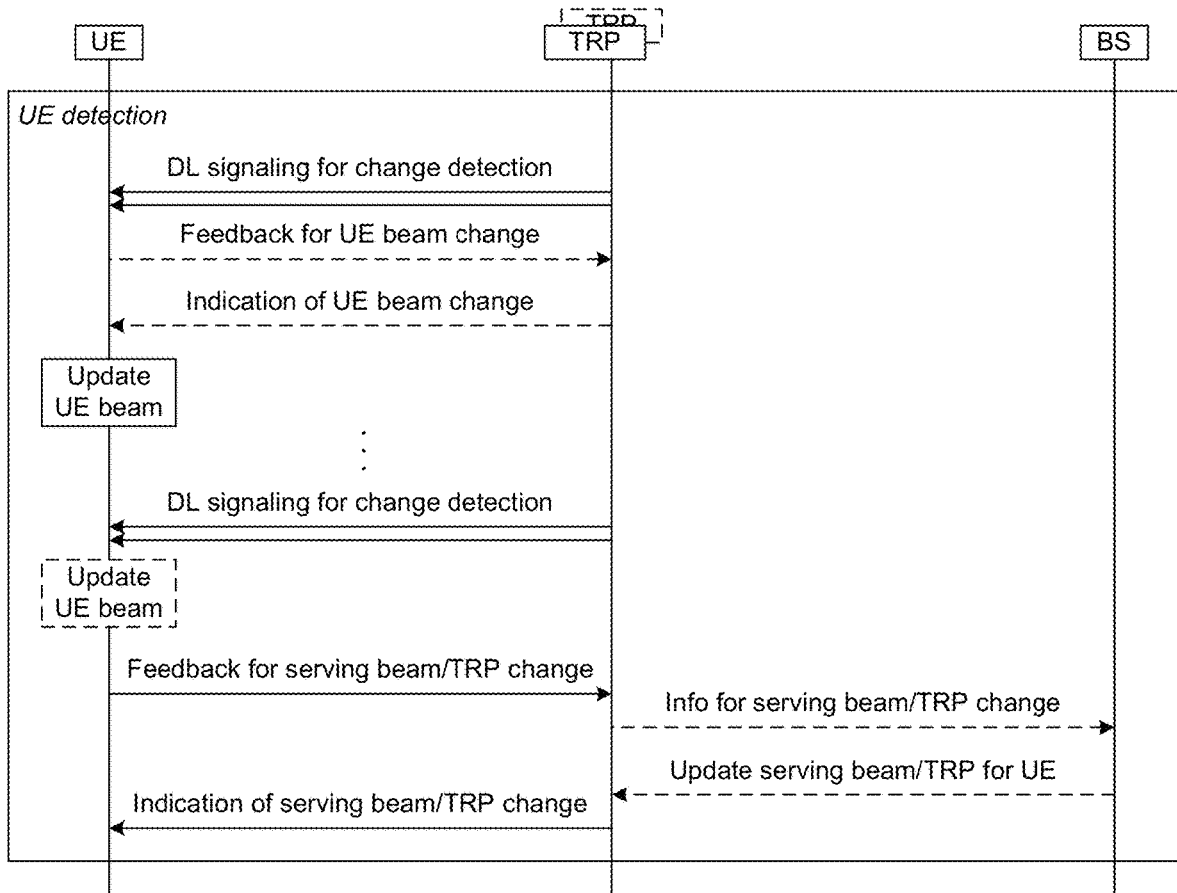 TRP
UE
TRP
BS
UE detection
DL signaling for change detection
Feedback for UE beam change
Indication of UE beam change
Update
UE beam
DL signaling for change detection
Update
UE beam
Feedback for serving beam/TRP change
Info for serving beam/TRP change
Update serving beam/TRP for UE
Indication of serving beam/TRP change